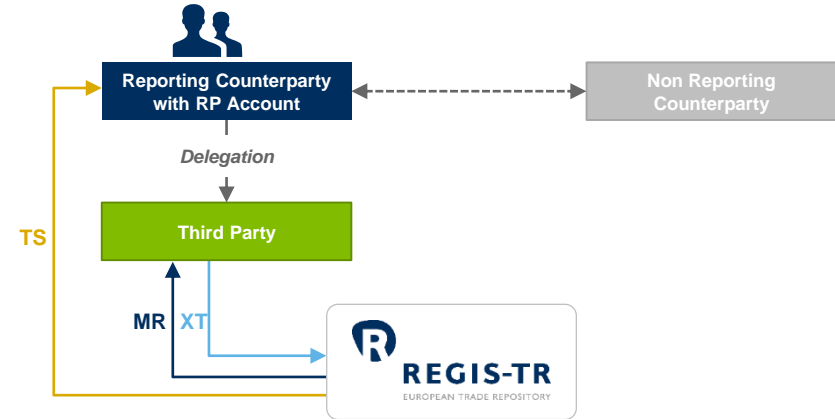 Reporting Counterparty
with RP Account
Non Reporting
Counterparty
Delegation
Third Party
TS
MR
XT
R
REGIS-TR
EUROPEAN TRADE REPOSITORY